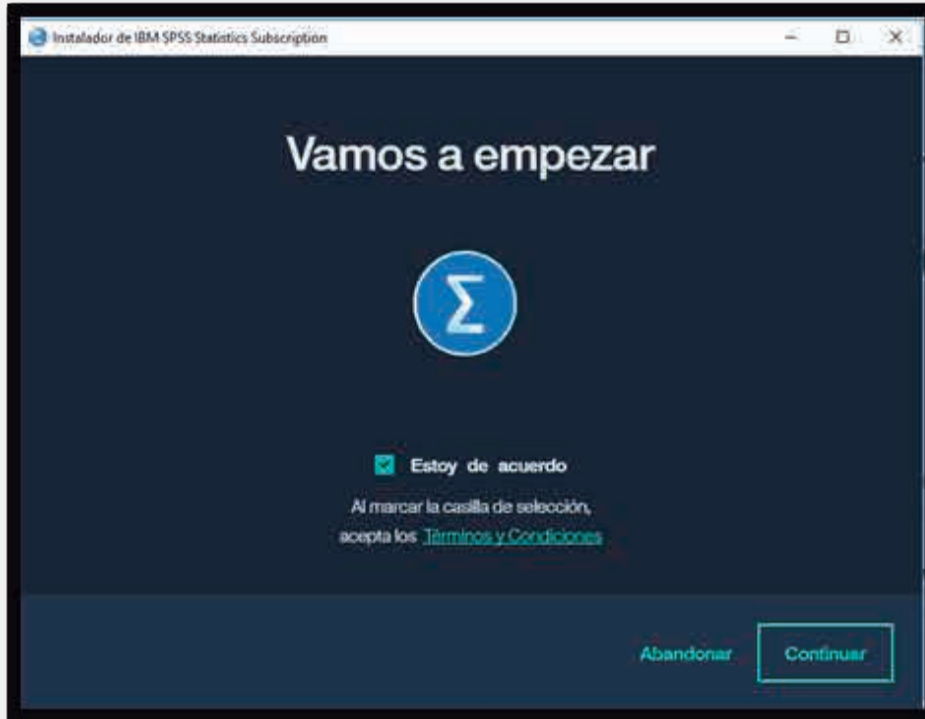 Instalador de IBM SPSS Statistics Subscription
Vamos a empezar
Σ
Estoy de acuerdo
Al marcar la casilla de selección,
acepta los Términos y Condiciones
Abandonar
Continuar